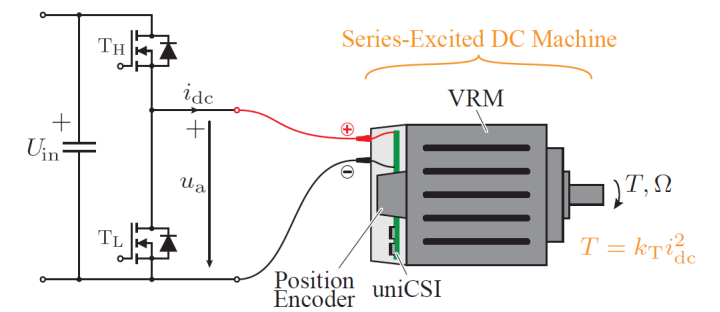 Series-Excited DC Machine
T_H
i_dc
VRM
+
+
⊕
U_in
⊖
u_a
T, Ω
T_L
T = k_T i_dc^2
Position
Encoder
uniCSI